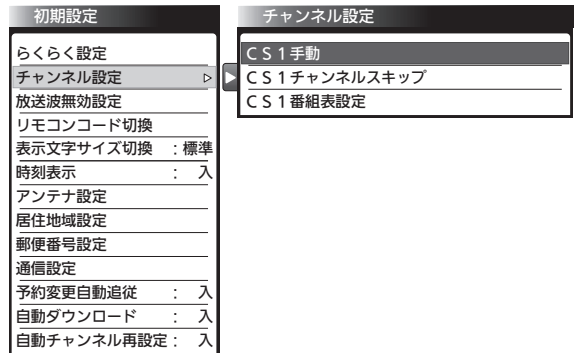 初期設定
らくらく設定
チャンネル設定
放送波無効設定
リモコンコード切換
表示文字サイズ切換 : 標準
時刻表示 : 入
アンテナ設定
居住地域設定
郵便番号設定
通信設定
予約変更自動追従 : 入
自動ダウンロード : 入
自動チャンネル再設定 : 入
チャンネル設定
CS1手動
CS1チャンネルスキップ
CS1番組表設定